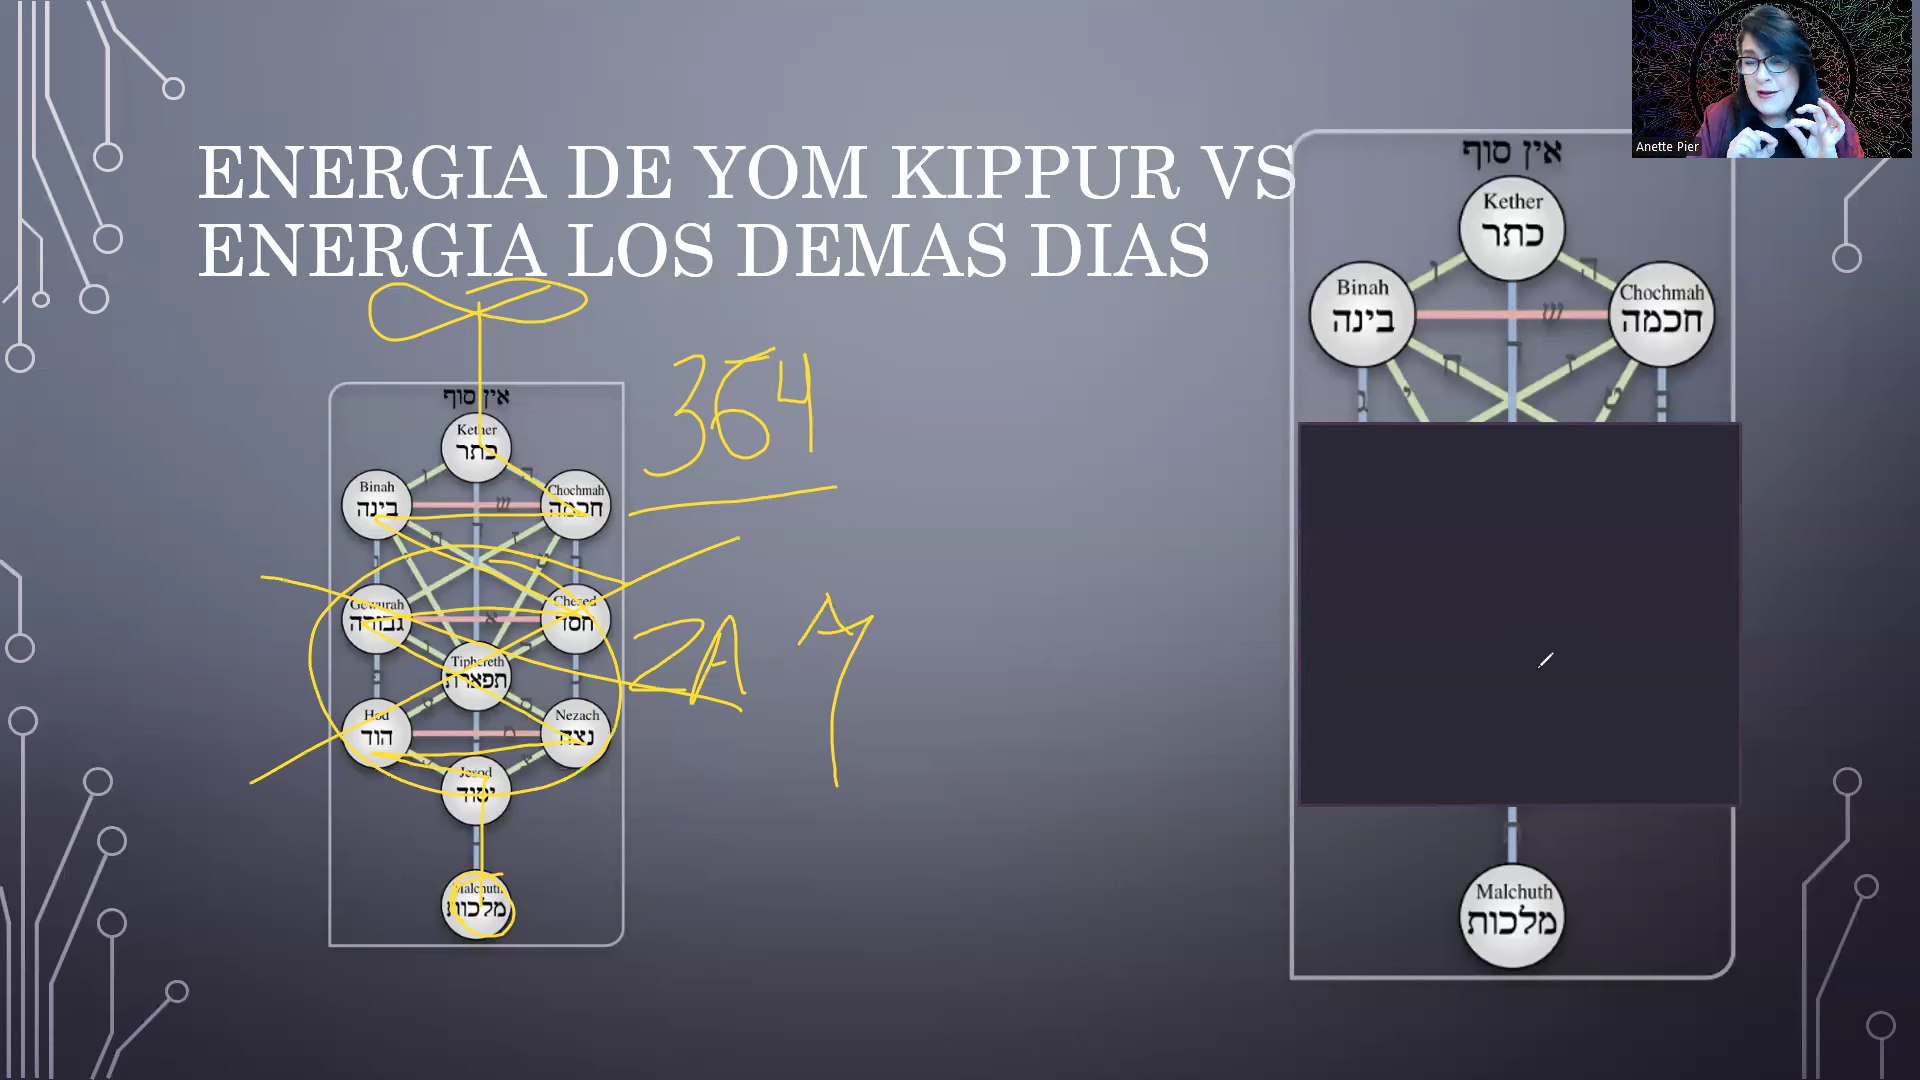 ENERGIA DE YOM KIPPUR VS
ENERGIA LOS DEMAS DIAS
Anette Pier
אין סוף
Kether
כתר
Binah
בינה
Chochmah
חכמה
ו
ה
ש
ד
ח
ז
י
ט
ג
ב
ת
Malchuth
מלכות
364
ZA
אין סוף
Kether
כתר
Binah
בינה
Chochmah
חכמה
ש
Gewurah
גבורה
Chesed
חסד
א
Tiphereth
תפארת
Hod
הוד
Nezach
נצה
Jesod
יסוד
Malchuth
מלכות